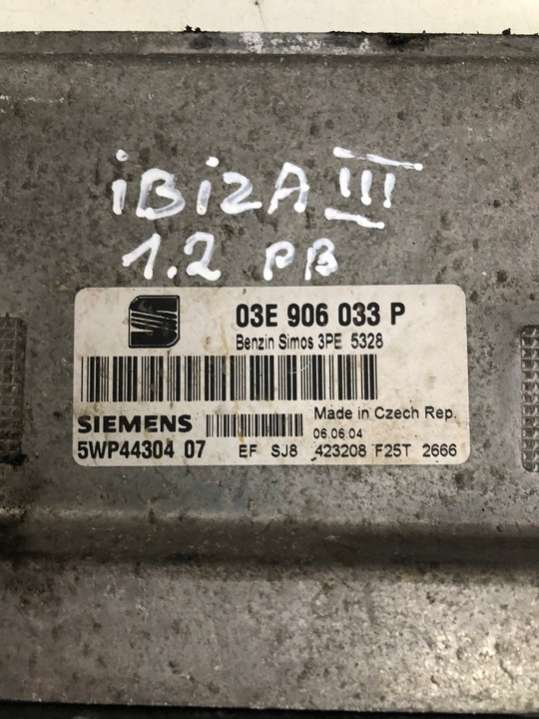 iBiZA III
1.2 PB
03E 906 033 P
Benzin Simos 3PE 5328
SIEMENS
Made in Czech Rep.
06.06.04
5WP44304 07
EF SJ8 423208 F25T 2666